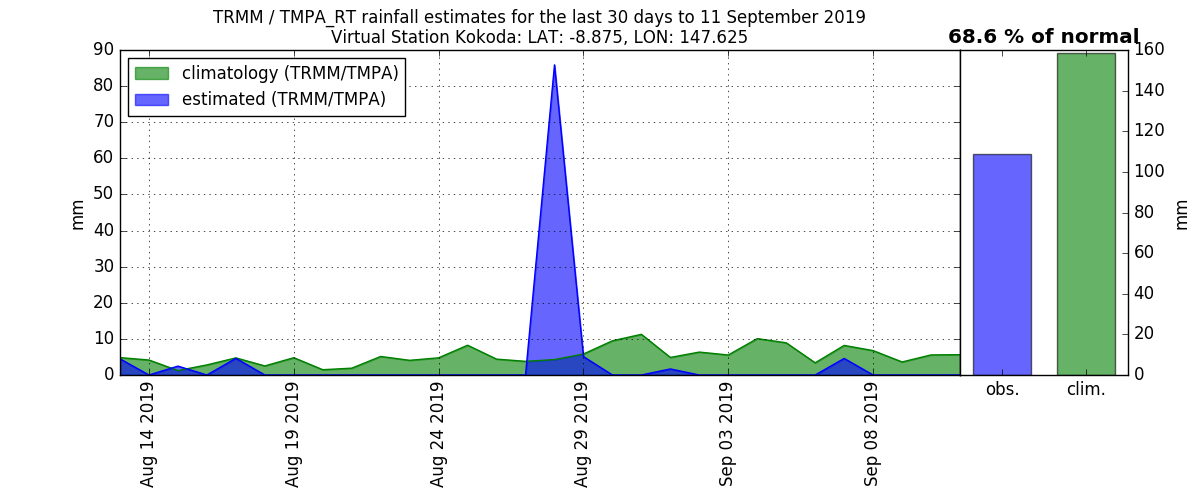 TRMM / TMPA_RT rainfall estimates for the last 30 days to 11 September 2019
Virtual Station Kokoda: LAT: -8.875, LON: 147.625
68.6 % of normal
climatology (TRMM/TMPA)
estimated (TRMM/TMPA)
mm
90
80
70
60
50
40
30
20
10
0
Aug 14 2019
Aug 19 2019
Aug 24 2019
Aug 29 2019
Sep 03 2019
Sep 08 2019
obs.
clim.
160
140
120
100
80
60
40
20
0
mm